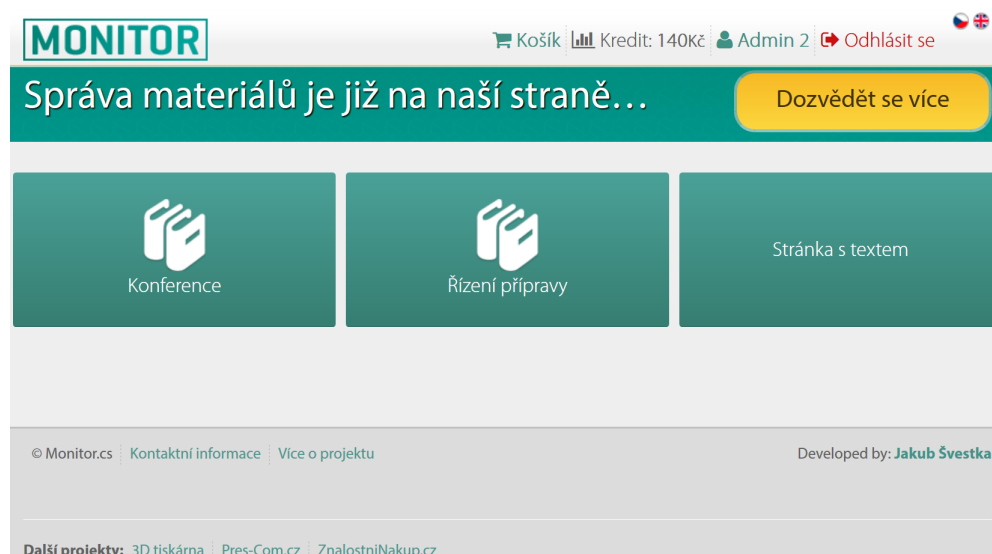 MONITOR
Košík Kredit: 140Kč Admin 2 Odhlásit se
Správa materiálů je již na naší straně...
Dozvědět se více
Konference
Řízení přípravy
Stránka s textem
© Monitor.cs Kontaktní informace Více o projektu
Developed by: Jakub Švestka
Další projekty: 3D tiskárna Pres-Com.cz ZnalostniNakup.cz